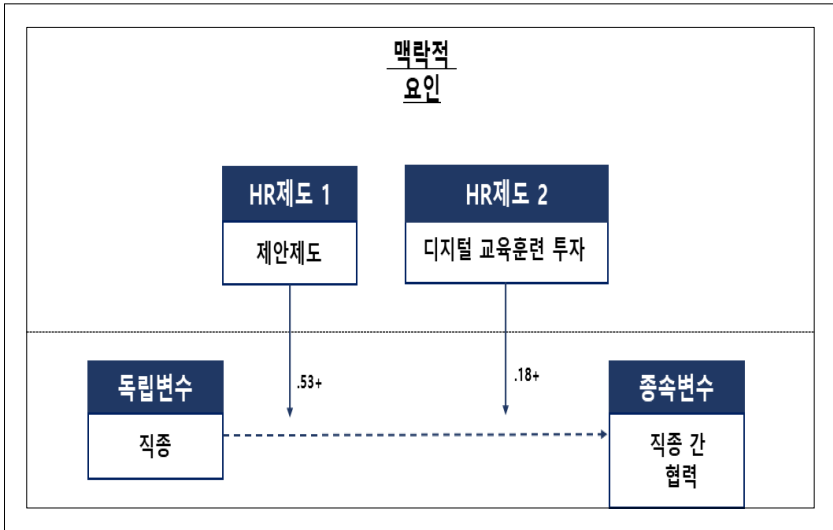 맥락적
요인
HR제도 1
HR제도 2
제안제도
디지털 교육훈련 투자
.53+
.18+
독립변수
종속변수
직종
직종 간
협력